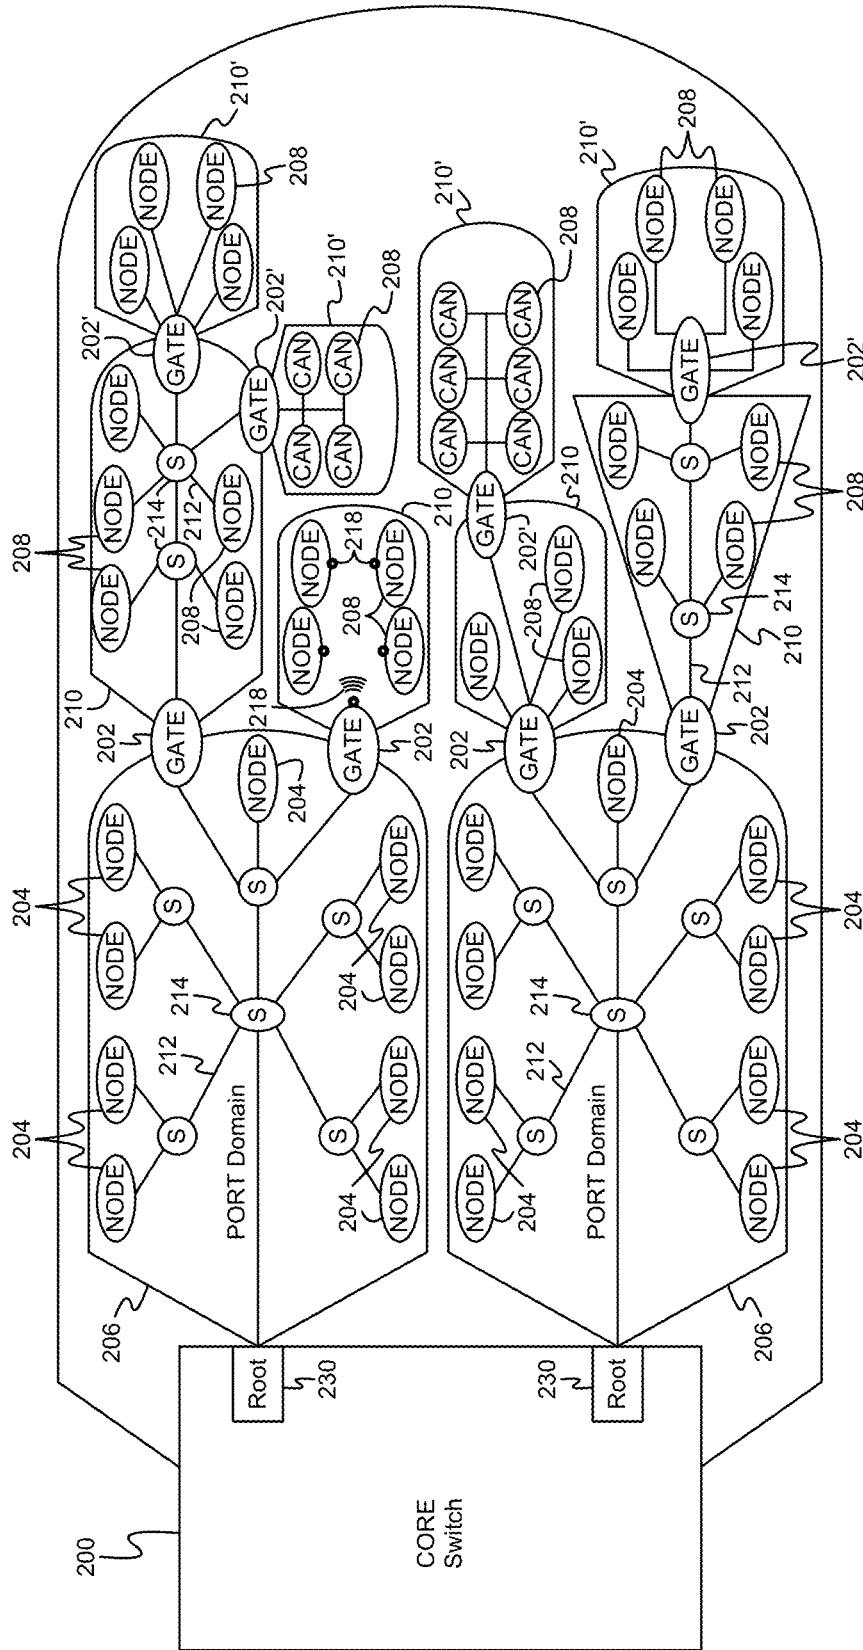 204
204
208
200
206
NODE
NODE
NODE
NODE
210
202
NODE
NODE
NODE
202'
NODE
NODE
210'
S
212
214
S
GATE
S
214
S
212
GATE
NODE
NODE
208
208
NODE
NODE
PORT Domain
Root
230
S
S
NODE
204
GATE
202'
210'
CAN
CAN
CAN
CAN
208
204
204
204
S
S
218
GATE
202
NODE
NODE
NODE
NODE
218
208
210
NODE
NODE
NODE
NODE
CORE
Switch
204
204
NODE
NODE
NODE
NODE
202
NODE
GATE
202'
CAN
CAN
CAN
CAN
CAN
CAN
210'
208
S
212
214
S
GATE
208
NODE
NODE
210
PORT Domain
Root
230
S
S
NODE
204
GATE
202
212
S
214
S
210
NODE
NODE
NODE
NODE
208
GATE
202'
NODE
NODE
NODE
NODE
210'
208
S
S
206
NODE
NODE
NODE
NODE
204
204